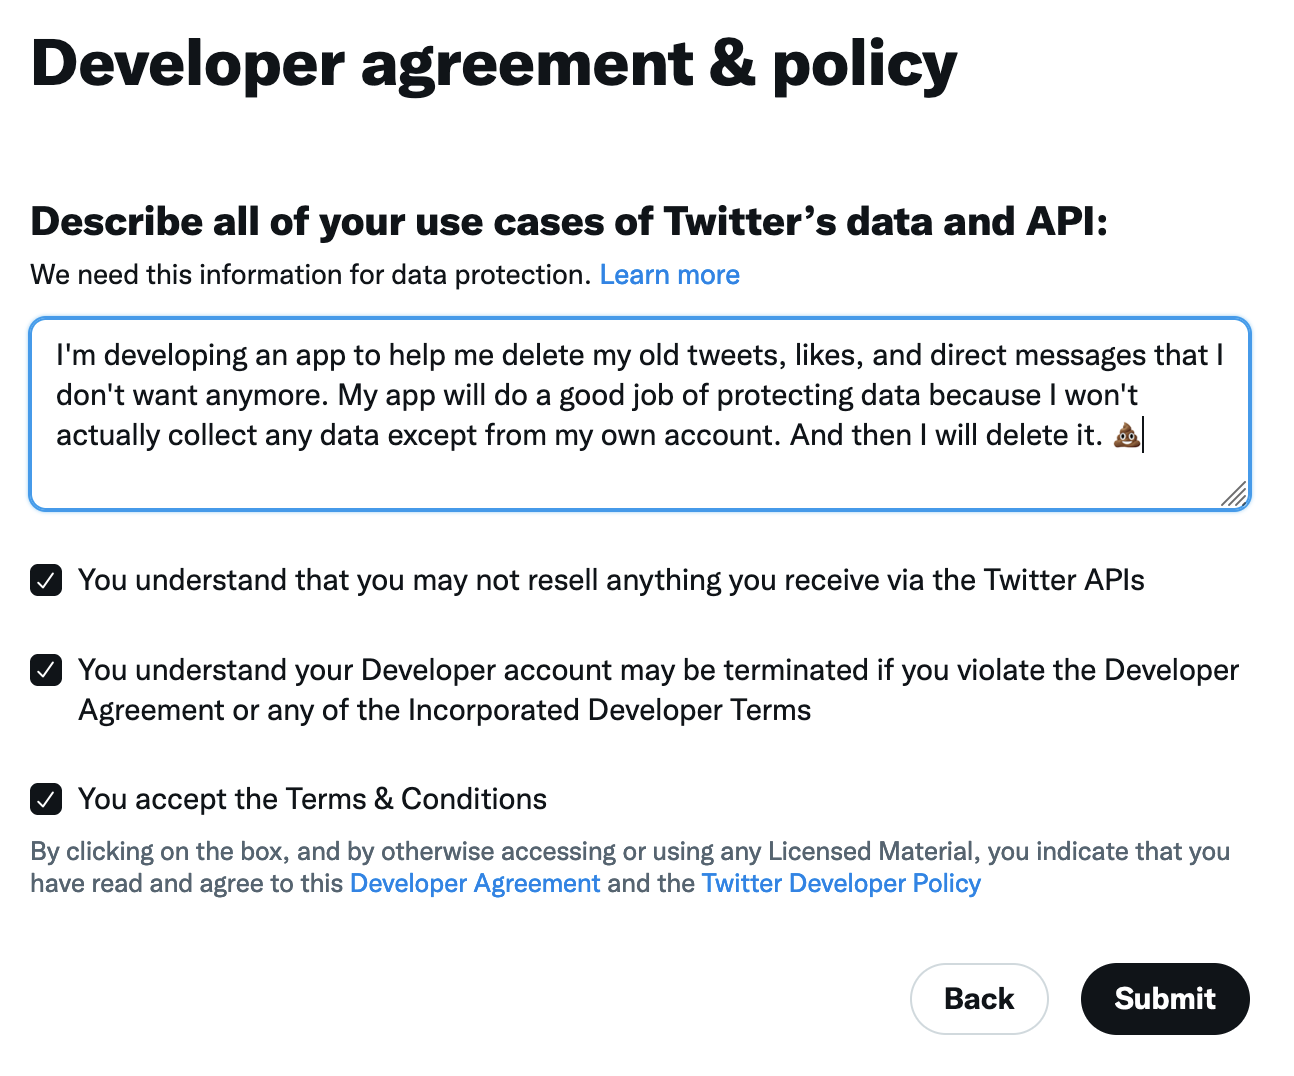 Developer agreement & policy
Describe all of your use cases of Twitter’s data and API:
We need this information for data protection. Learn more
I'm developing an app to help me delete my old tweets, likes, and direct messages that I
don't want anymore. My app will do a good job of protecting data because I won't
actually collect any data except from my own account. And then I will delete it. 💩
You understand that you may not resell anything you receive via the Twitter APIs
You understand your Developer account may be terminated if you violate the Developer
Agreement or any of the Incorporated Developer Terms
You accept the Terms & Conditions
By clicking on the box, and by otherwise accessing or using any Licensed Material, you indicate that you
have read and agree to this Developer Agreement and the Twitter Developer Policy
Back Submit